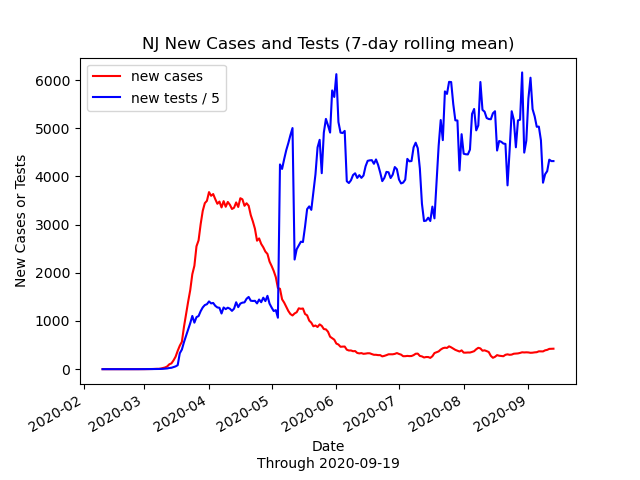 NJ New Cases and Tests (7-day rolling mean)
new cases
new tests / 5
New Cases or Tests
6000
5000
4000
3000
2000
1000
0
2020-02
2020-03
2020-04
2020-05
2020-06
2020-07
2020-08
2020-09
Date
Through 2020-09-19